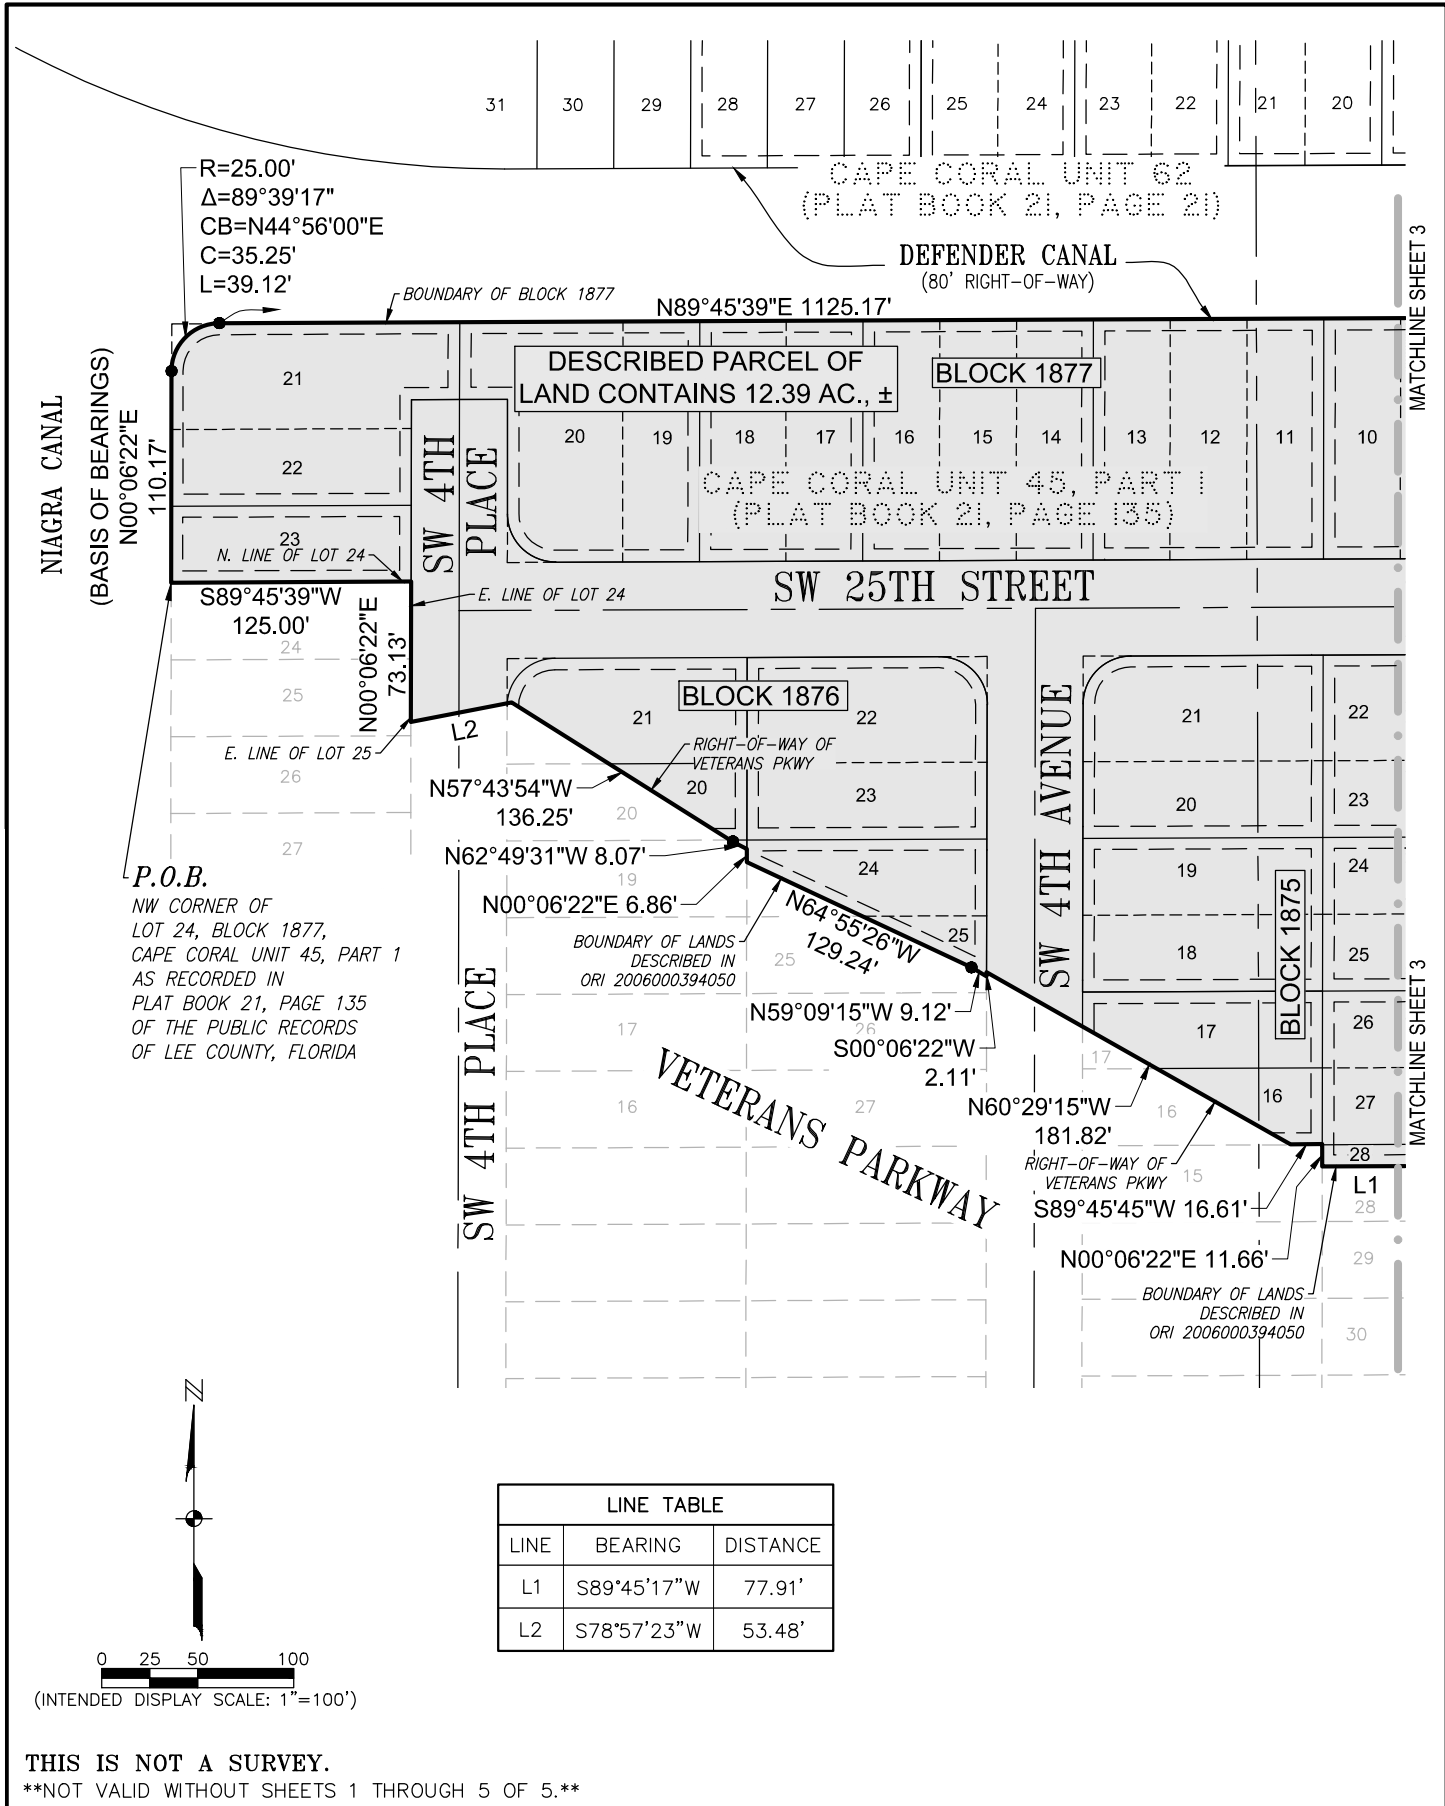 31 30 29 28 27 26 25 24 23 22 21 20
CAPE CORAL UNIT 62
(PLAT BOOK 21, PAGE 21)
R=25.00'
Δ=89°39'17"
CB=N44°56'00"E
C=35.25'
L=39.12'
DEFENDER CANAL
(80' RIGHT-OF-WAY)
MATCHLINE SHEET 3
BOUNDARY OF BLOCK 1877
N89°45'39"E 1125.17'
DESCRIBED PARCEL OF
LAND CONTAINS 12.39 AC., ±
BLOCK 1877
21
22
23
20 19 18 17 16 15 14 13 12 11 10
NIAGRA CANAL
(BASIS OF BEARINGS)
N00°06'22"E
110.17'
SW 4TH
PLACE
CAPE CORAL UNIT 45, PART 1
(PLAT BOOK 21, PAGE 135)
N. LINE OF LOT 24
S89°45'39"W
125.00'
E. LINE OF LOT 24
SW 25TH STREET
N00°06'22"E
73.13'
24
25
26
27
E. LINE OF LOT 25
L2
BLOCK 1876
21
22
20
23
24
25
RIGHT-OF-WAY OF
VETERANS PKWY
N57°43'54"W
136.25'
20
N62°49'31"W 8.07'
19
N00°06'22"E 6.86'
BOUNDARY OF LANDS
DESCRIBED IN
ORI 2006000394050
N64°55'26"W
129.24'
25
N59°09'15"W 9.12'
26
S00°06'22"W
2.11'
17
16
27
P.O.B.
NW CORNER OF
LOT 24, BLOCK 1877,
CAPE CORAL UNIT 45, PART 1
AS RECORDED IN
PLAT BOOK 21, PAGE 135
OF THE PUBLIC RECORDS
OF LEE COUNTY, FLORIDA
SW 4TH PLACE
VETERANS PARKWAY
SW 4TH AVENUE
21
20
19
18
17
16
BLOCK 1875
22
23
24
25
26
27
28
MATCHLINE SHEET 3
17
16
15
N60°29'15"W
181.82'
RIGHT-OF-WAY OF
VETERANS PKWY
S89°45'45"W 16.61'
L1
28
N00°06'22"E 11.66'
29
BOUNDARY OF LANDS
DESCRIBED IN
ORI 2006000394050
30
N
LINE TABLE
LINE BEARING DISTANCE
L1 S89°45'17"W 77.91'
L2 S78°57'23"W 53.48'
0 25 50 100
(INTENDED DISPLAY SCALE: 1"=100')
THIS IS NOT A SURVEY.
**NOT VALID WITHOUT SHEETS 1 THROUGH 5 OF 5.**